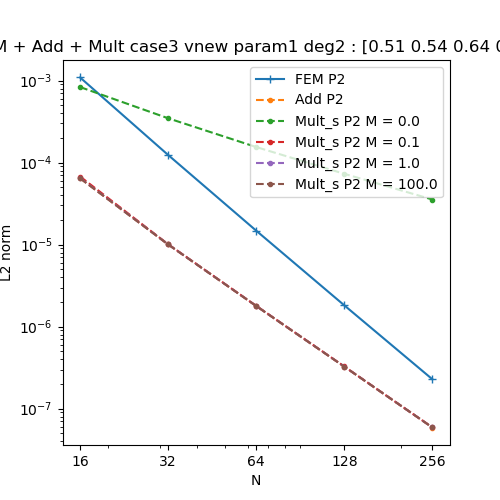 M + Add + Mult case3 vnew param1 deg2 : [0.51 0.54 0.64 0
FEM P2
Add P2
Mult_s P2 M = 0.0
Mult_s P2 M = 0.1
Mult_s P2 M = 1.0
Mult_s P2 M = 100.0
10⁻³
10⁻⁴
10⁻⁵
10⁻⁶
10⁻⁷
L2 norm
16 32 64 128 256
N